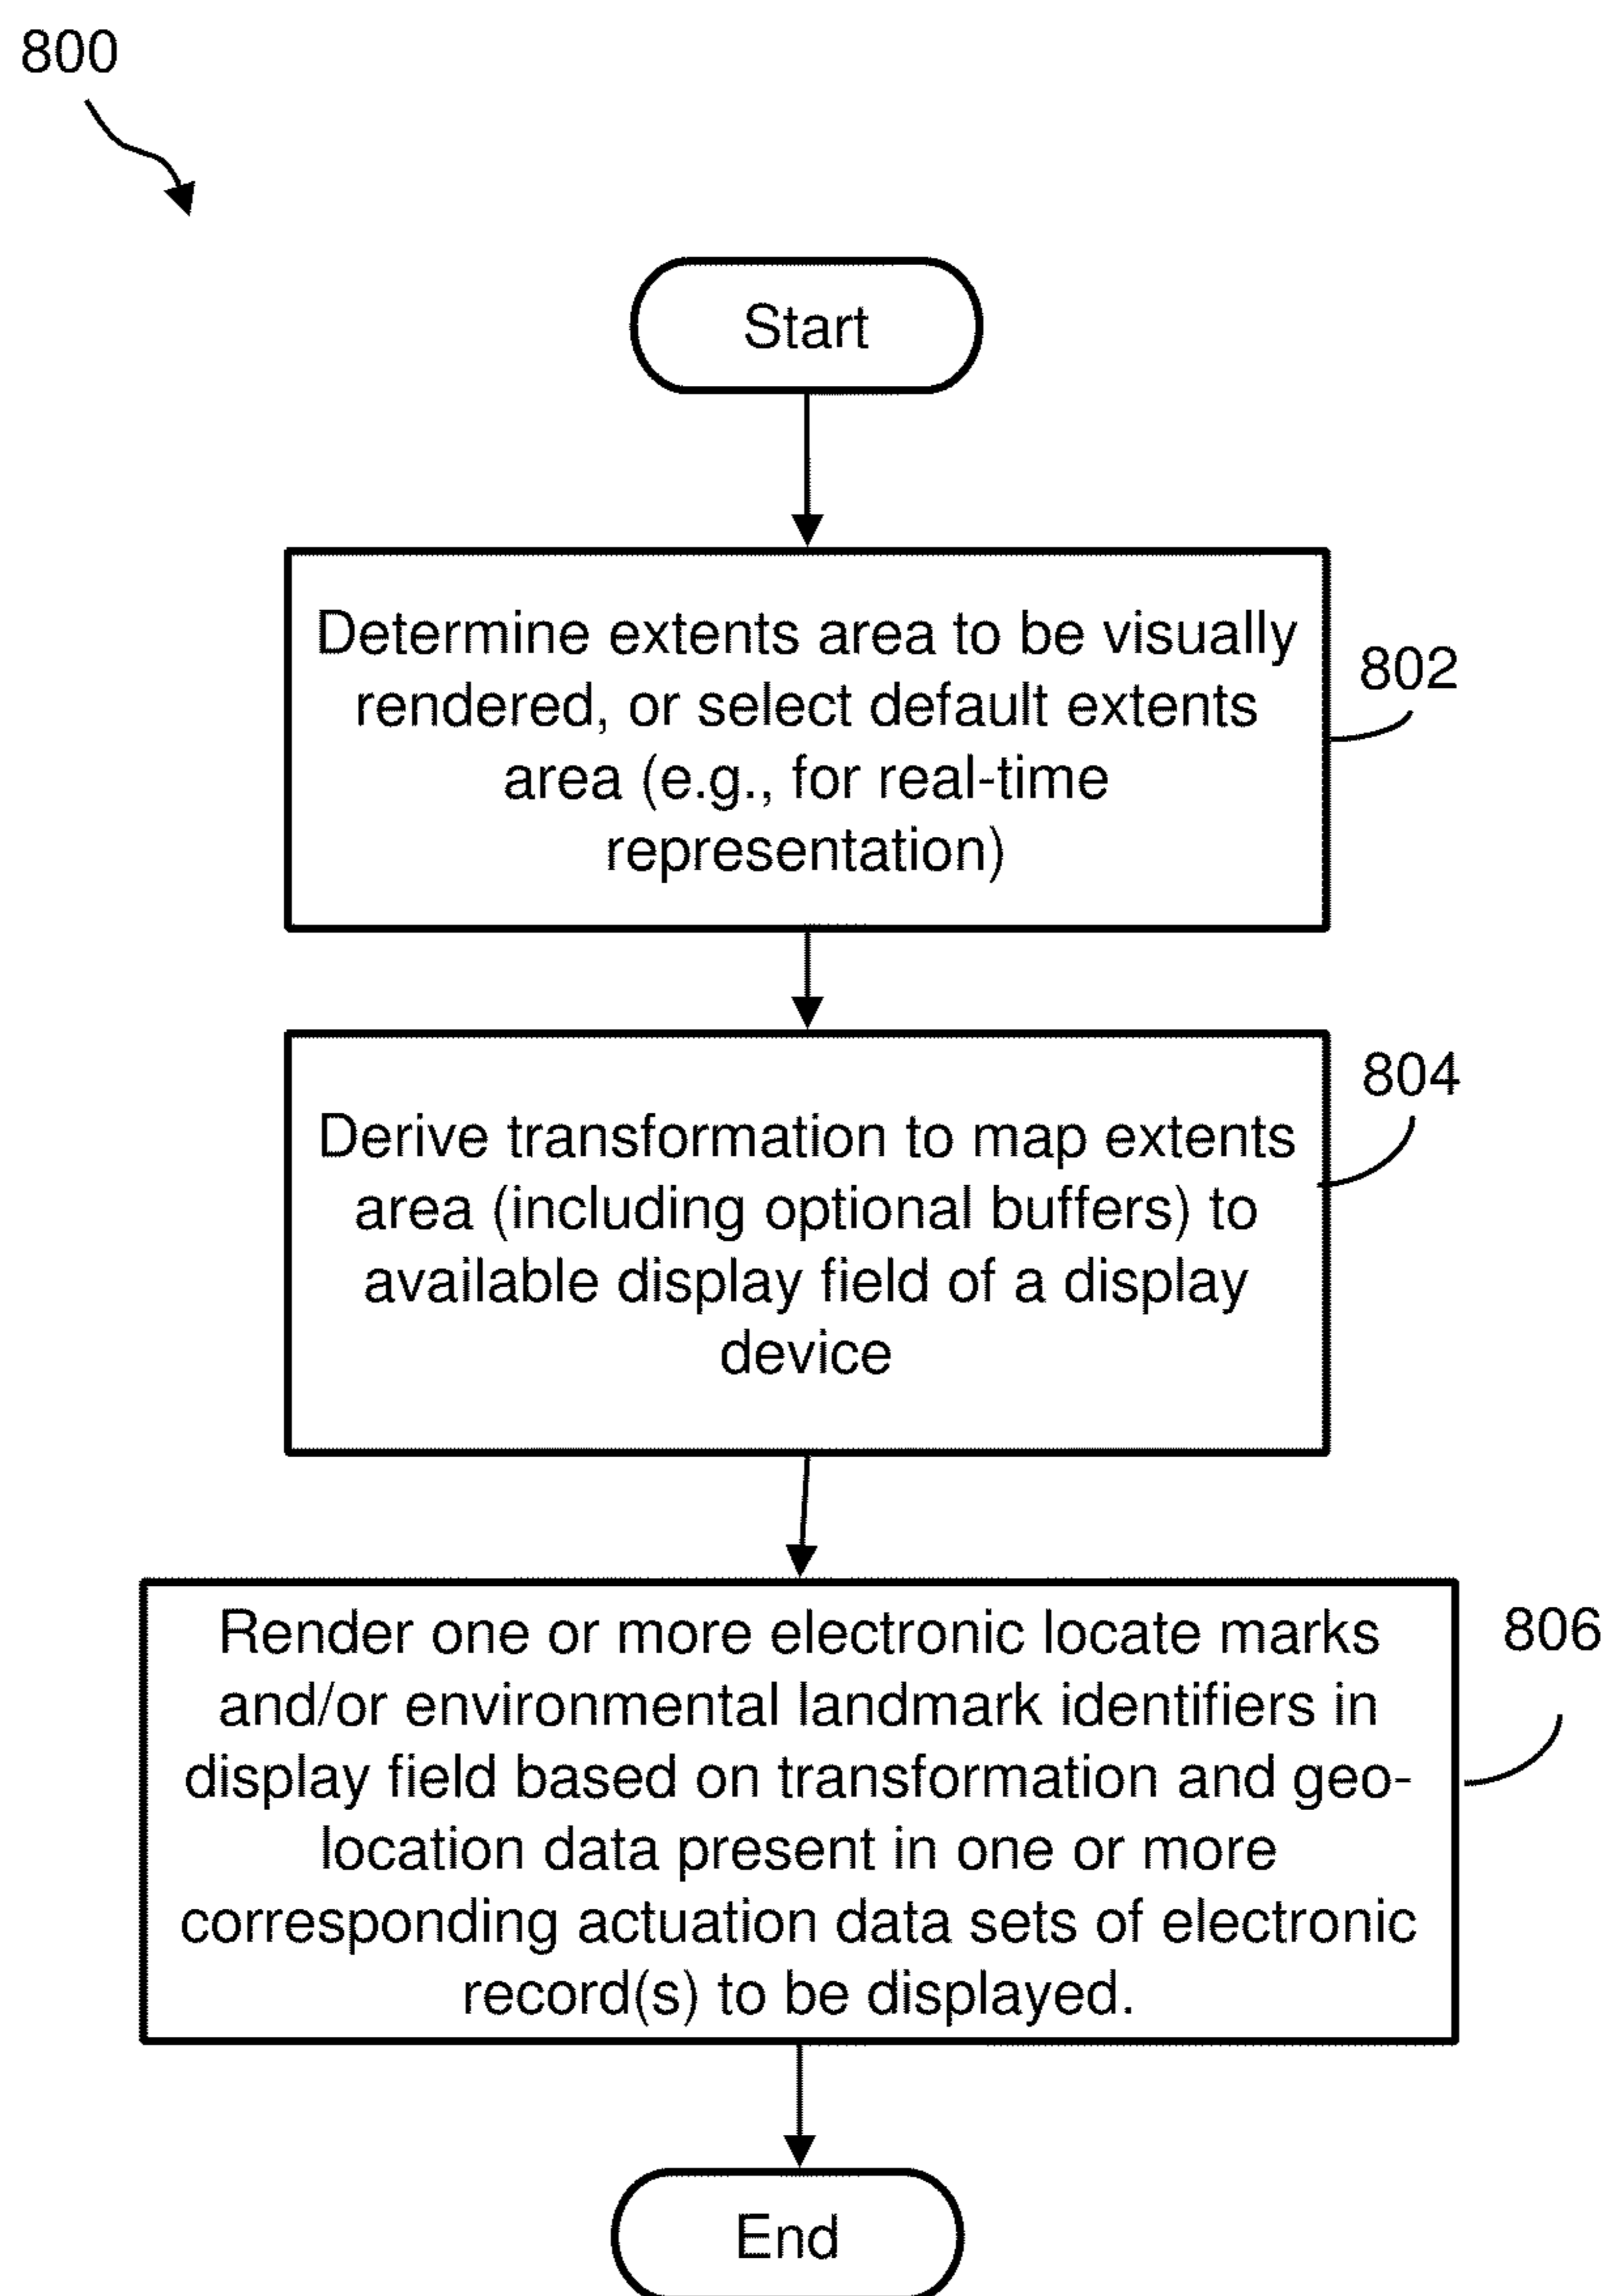 800
Start
Determine extents area to be visually
rendered, or select default extents
area (e.g., for real-time
representation)
802
Derive transformation to map extents
area (including optional buffers) to
available display field of a display
device
804
Render one or more electronic locate marks
and/or environmental landmark identifiers in
display field based on transformation and geo-
location data present in one or more
corresponding actuation data sets of electronic
record(s) to be displayed.
806
End